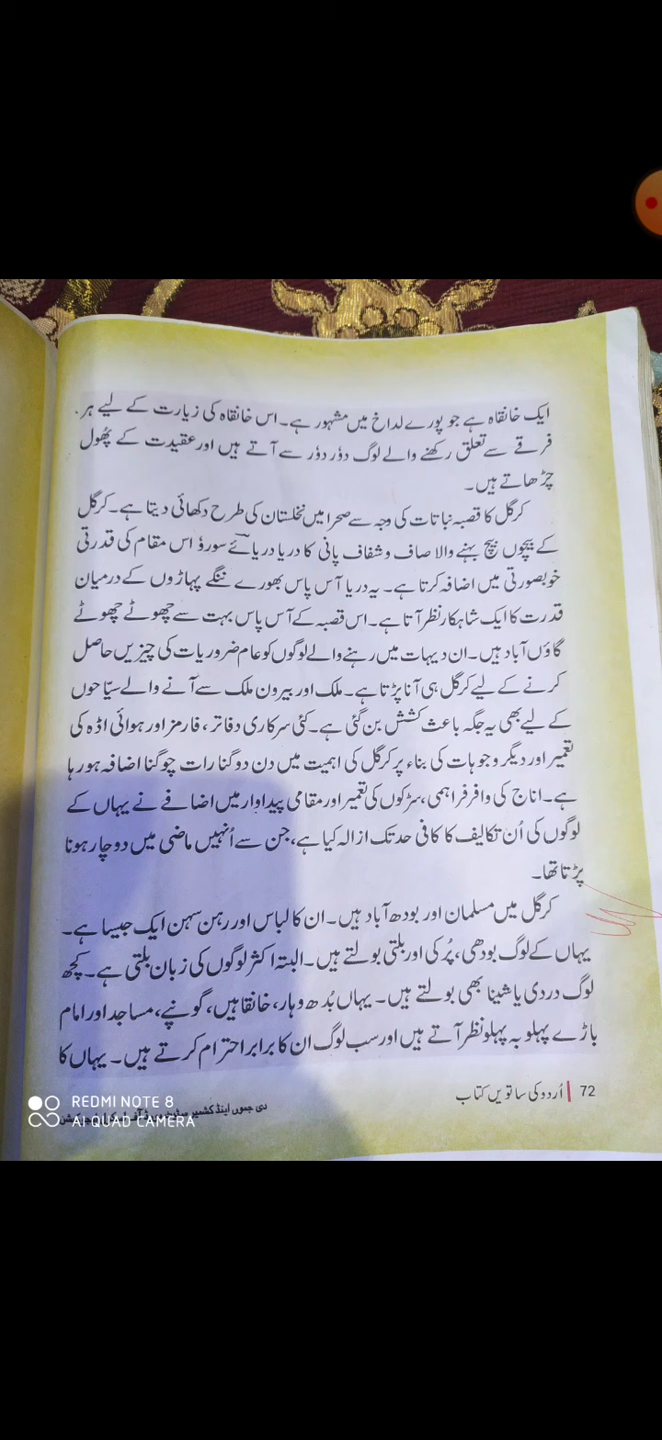 ایک خانقاہ ہے جو پورے لداخ میں مشہور ہے۔ اس خانقاہ کی زیارت کے لیے ہر
فرقے سے تعلق رکھنے والے لوگ دوٗر دوٗر سے آتے ہیں اور عقیدت کے پھُول
چڑھاتے ہیں۔
کرگل کا قصبہ نباتات کی وجہ سے صحرا میں نخلستان کی طرح دکھائی دیتا ہے۔ کرگل
کے بیچوں بیچ بہنے والا صاف و شفاف پانی کا دریا دریائے سوروٗ اس مقام کی قدرتی
خوبصورتی میں اضافہ کرتا ہے۔ یہ دریا آس پاس بھورے ننگے پہاڑوں کے درمیان
قدرت کا ایک شاہکار نظر آتا ہے۔ اس قصبہ کے آس پاس بہت سے چھوٹے چھوٹے
گاؤں آباد ہیں۔ ان دیہات میں رہنے والے لوگوں کو عام ضروریات کی چیزیں حاصل
کرنے کے لیے کرگل ہی آنا پڑتا ہے۔ ملک اور بیرون ملک سے آنے والے سیّاحوں
کے لیے بھی یہ جگہ باعث کشش بن گئی ہے۔ کئی سرکاری دفاتر، فارمز اور ہوائی اڈہ کی
تعمیر اور دیگر وجوہات کی بناء پر کرگل کی اہمیت میں دن دوگنا رات چوگنا اضافہ ہو رہا
ہے۔ اناج کی وافر فراہمی، سڑکوں کی تعمیر اور مقامی پیداوار میں اضافے نے یہاں کے
لوگوں کی اُن تکالیف کا کافی حد تک ازالہ کیا ہے، جن سے اُنہیں ماضی میں دوچار ہونا
پڑتا تھا۔
کرگل میں مسلمان اور بودھ آباد ہیں۔ ان کا لباس اور رہن سہن ایک جیسا ہے۔
یہاں کے لوگ بودھی، پُرکی اور بلتی بولتے ہیں۔ البتہ اکثر لوگوں کی زبان بلتی ہے۔ کچھ
لوگ دردی یا شینا بھی بولتے ہیں۔ یہاں بُدھ وہار، خانقاہیں، گونپے، مساجد اور امام
باڑے پہلو بہ پہلو نظر آتے ہیں اور سب لوگ ان کا برابر احترام کرتے ہیں۔ یہاں کا
72 | اُردو کی ساتویں کتاب
دی جموں اینڈ کشمیر سٹیٹ بورڈ آف
REDMI NOTE 8
AI QUAD CAMERA